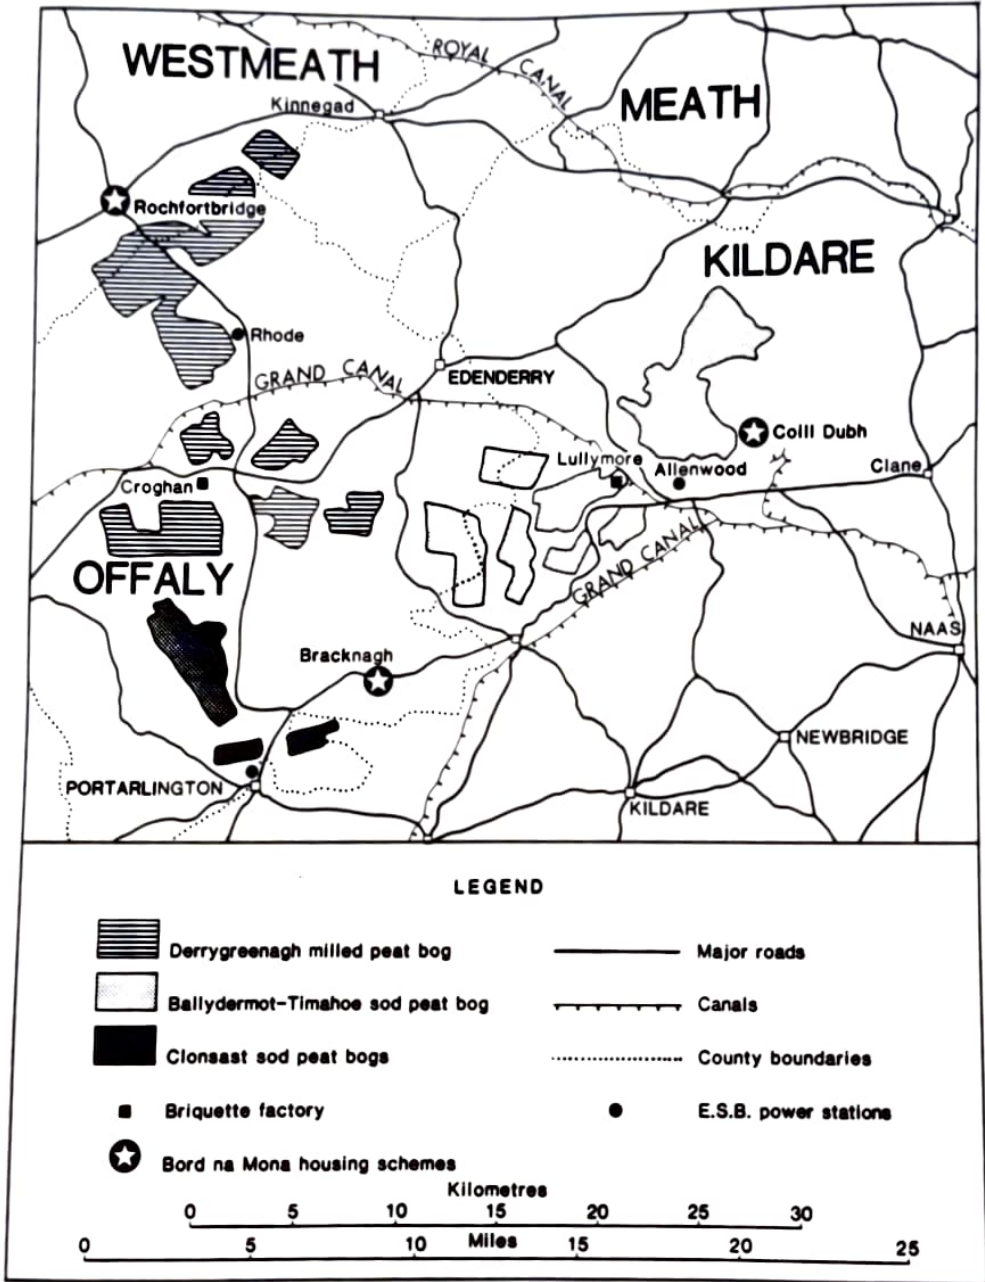 WESTMEATH
ROYAL CANAL
MEATH
Kinnegad
Rochfortbridge
KILDARE
Rhode
GRAND CANAL
EDENDERRY
Coill Dubh
Lullymore
Allenwood
Clane
Croghan
GRAND CANAL
OFFALY
NAAS
Bracknagh
NEWBRIDGE
PORTARLINGTON
KILDARE
LEGEND
Derrygreenagh milled peat bog
Major roads
Ballydermot-Timahoe sod peat bog
Canals
Clonsast sod peat bogs
County boundaries
Briquette factory
E.S.B. power stations
Bord na Mona housing schemes
Kilometres
0 5 10 15 20 25 30
0 5 10 Miles 15 20 25